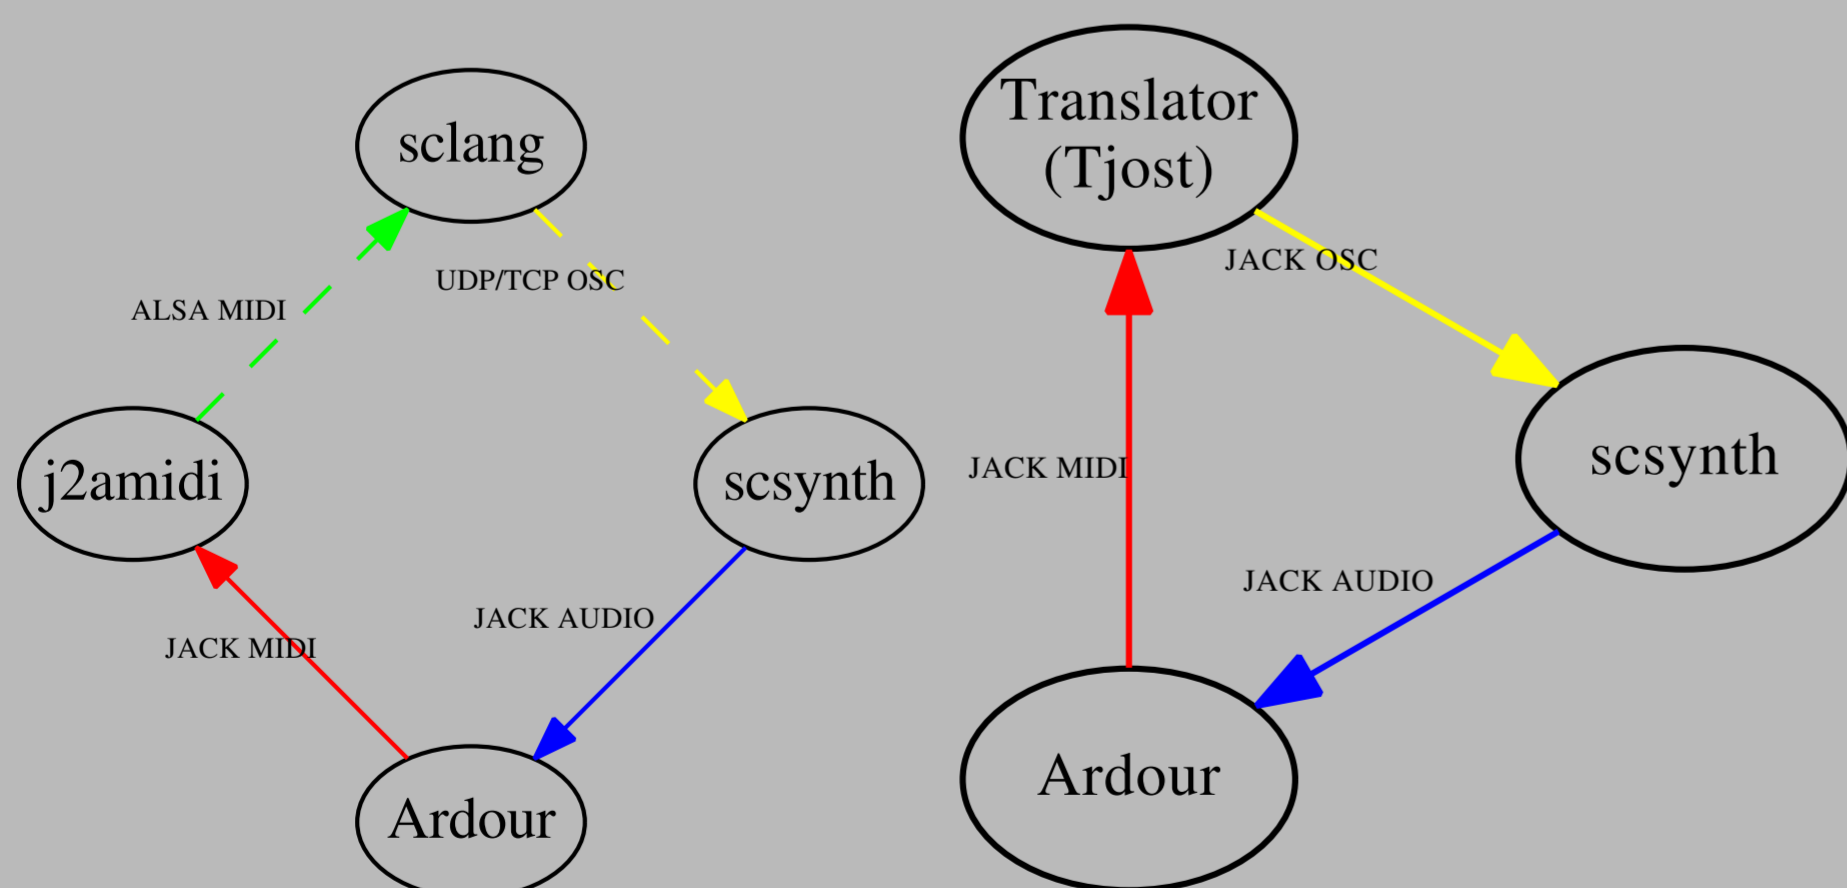 sclang
UDP/TCP OSC
ALSA MIDI
j2amidi
scsynth
JACK AUDIO
JACK MIDI
Ardour
Translator
(Tjost)
JACK OSC
JACK MIDI
scsynth
JACK AUDIO
Ardour